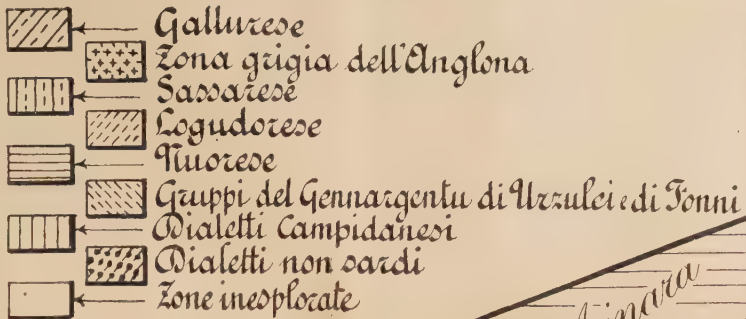 Gallurese
Zona grigia dell'Anglona
Sassarese
Logudorese
Nuorese
Gruppi del Gennargentu di Urzulei e di Fonni
Dialetti Campidanesi
Dialetti non sardi
Zone inesplorate
inara